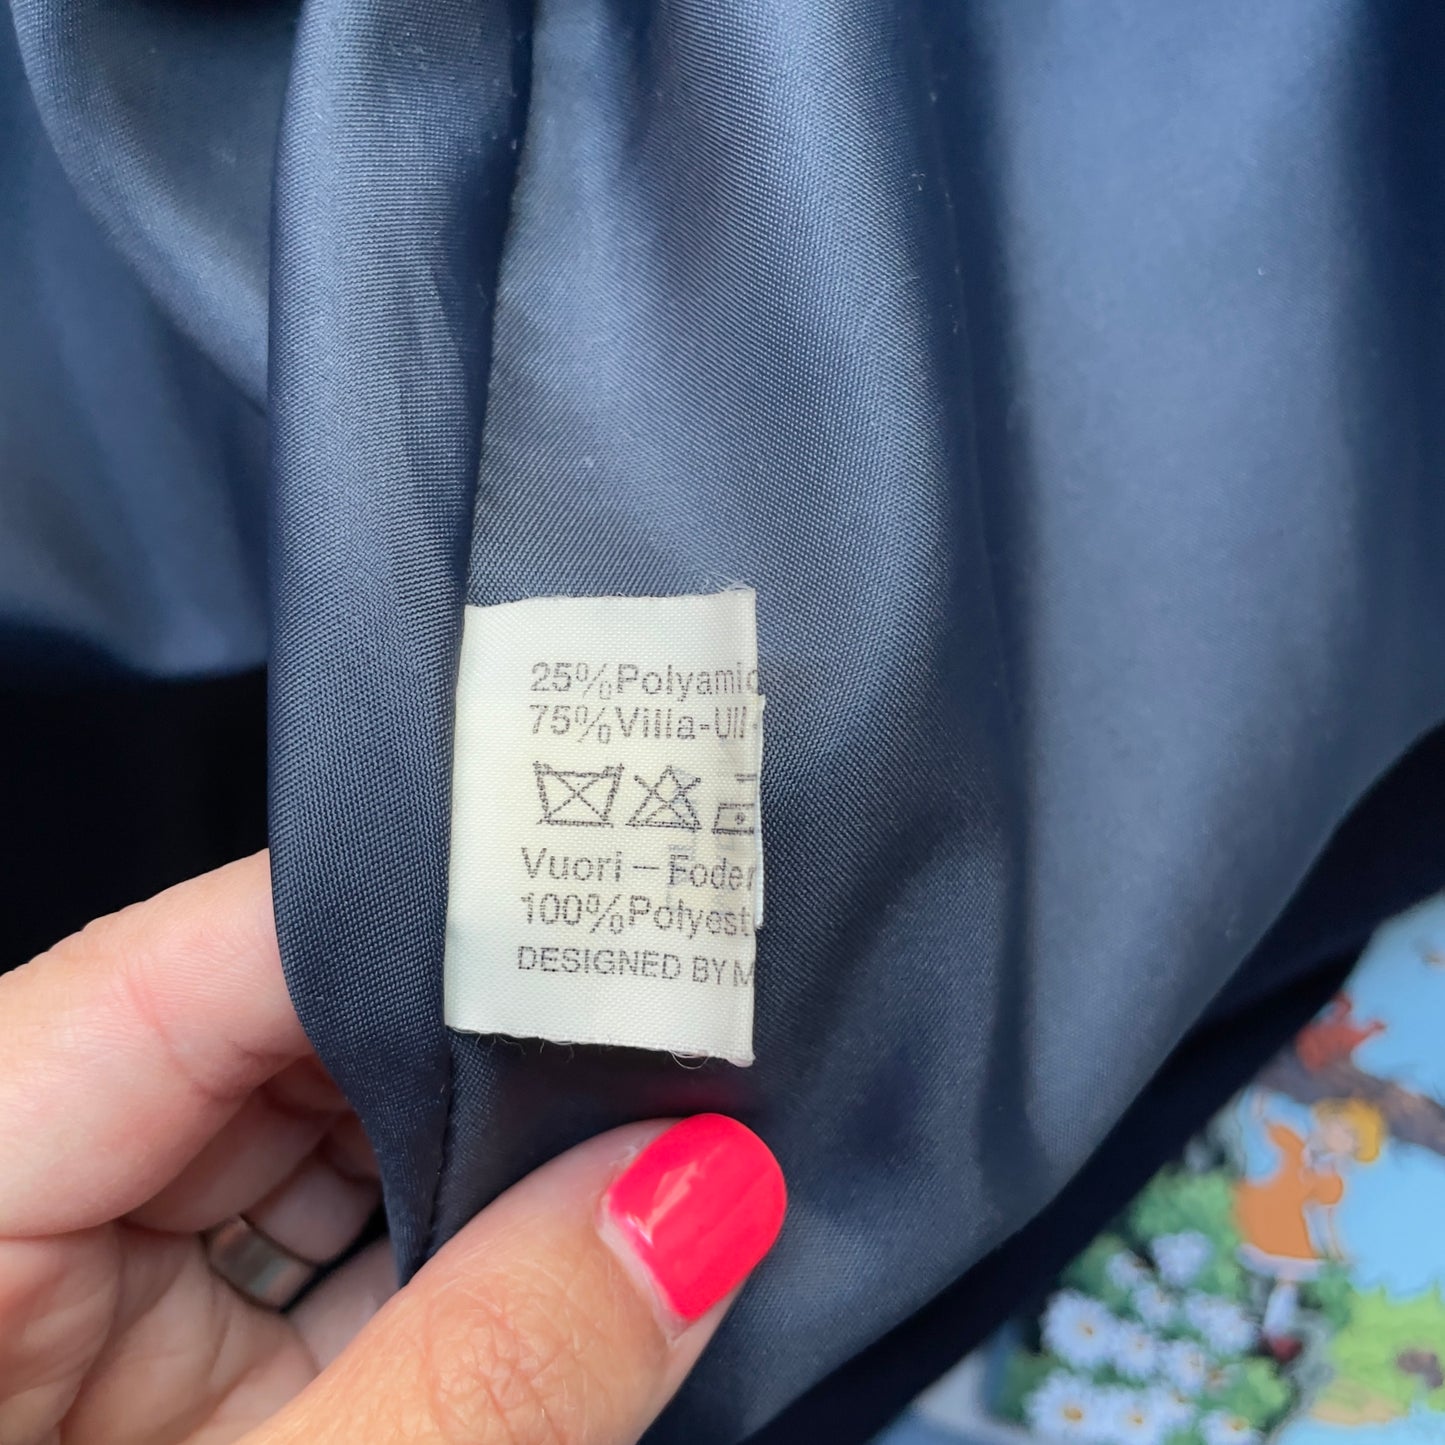 25%Polyamid
75%Villa-Ull
Vuori-Foder
100%Polyest
DESIGNED BY M